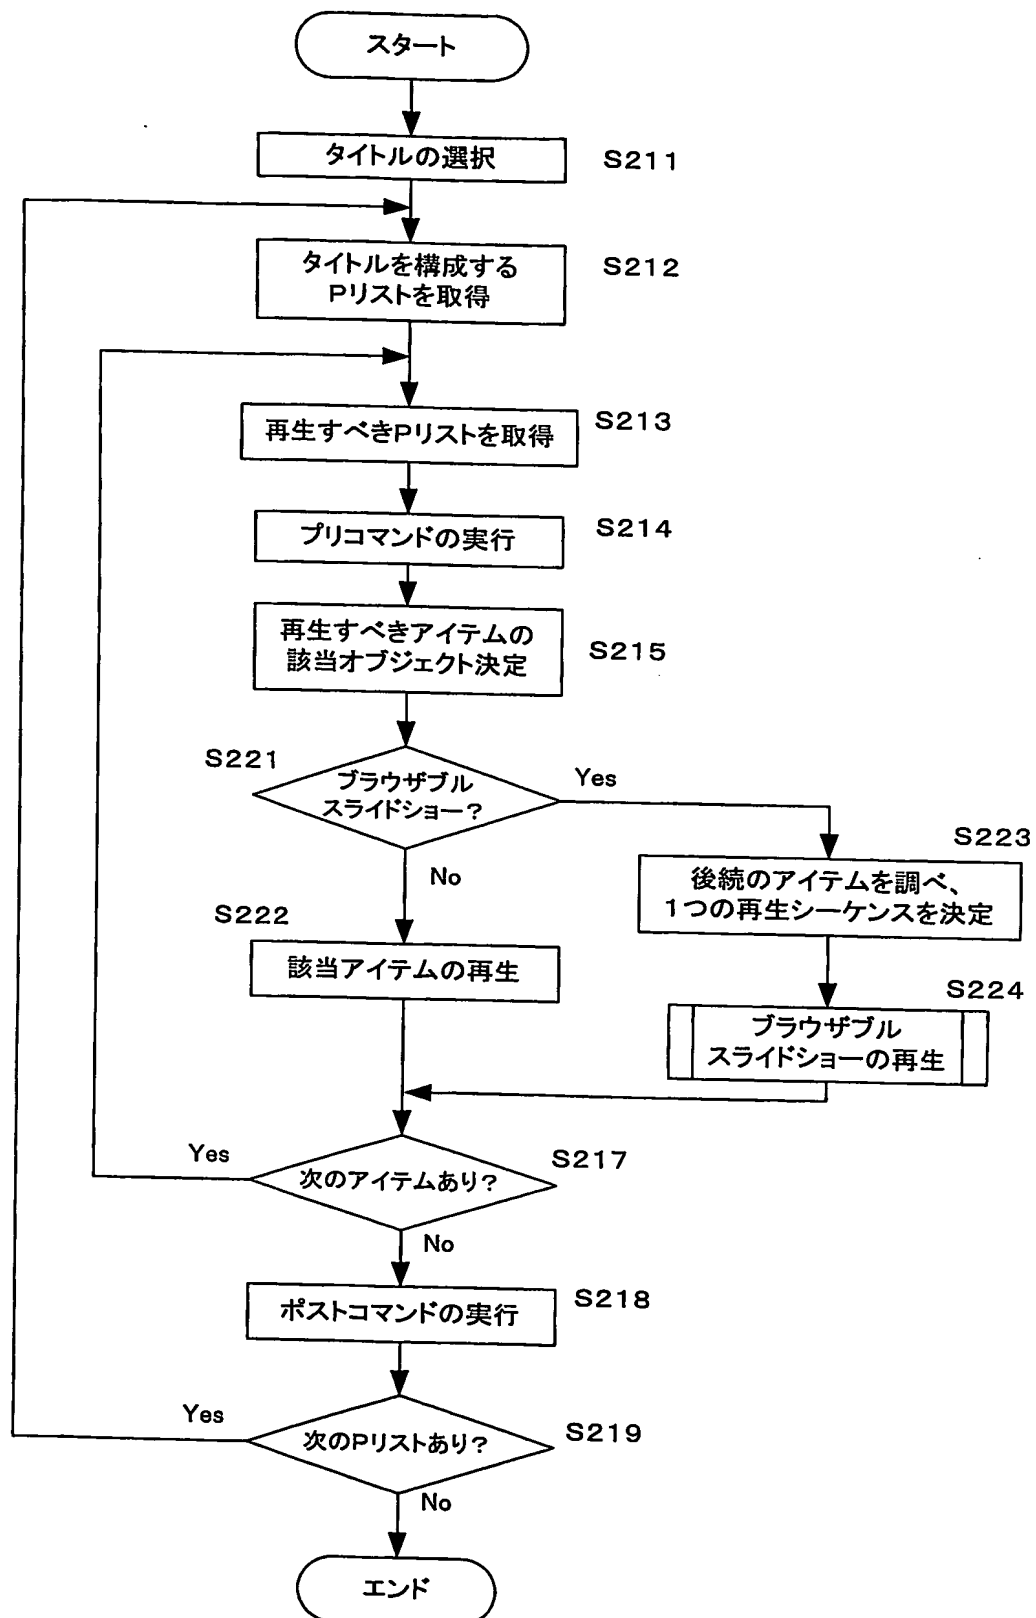 スタート
タイトルの選択
S211
タイトルを構成する
Pリストを取得
S212
再生すべきPリストを取得
S213
プリコマンドの実行
S214
再生すべきアイテムの
該当オブジェクト決定
S215
S221
ブラウザブル
スライドショー?
Yes
No
S223
後続のアイテムを調べ、
1つの再生シーケンスを決定
S222
該当アイテムの再生
S224
ブラウザブル
スライドショーの再生
Yes
次のアイテムあり?
S217
No
ポストコマンドの実行
S218
Yes
次のPリストあり?
S219
No
エンド